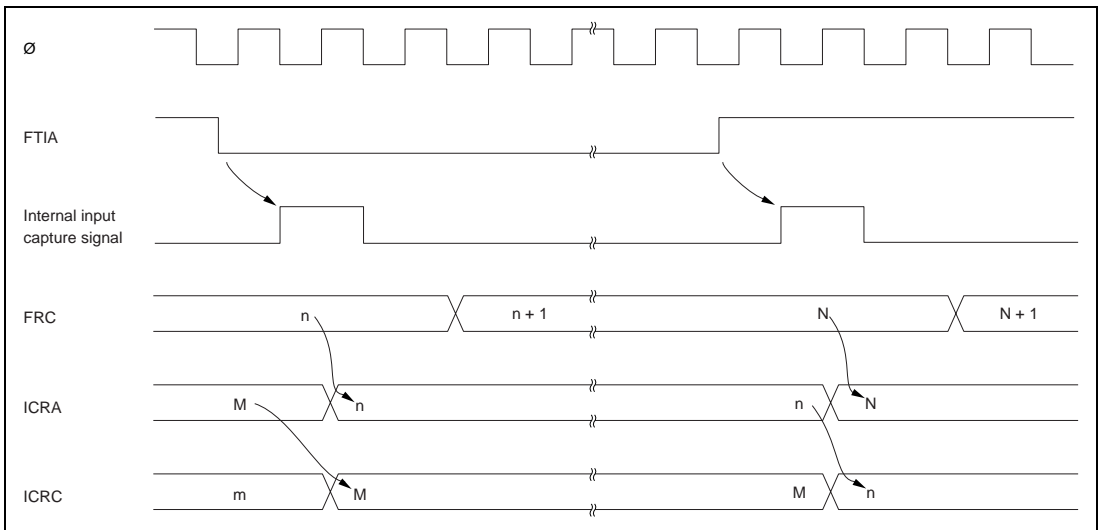 Ø
FTIA
Internal input
capture signal
FRC n n + 1 N N + 1
ICRA M n n N
ICRC m M M n